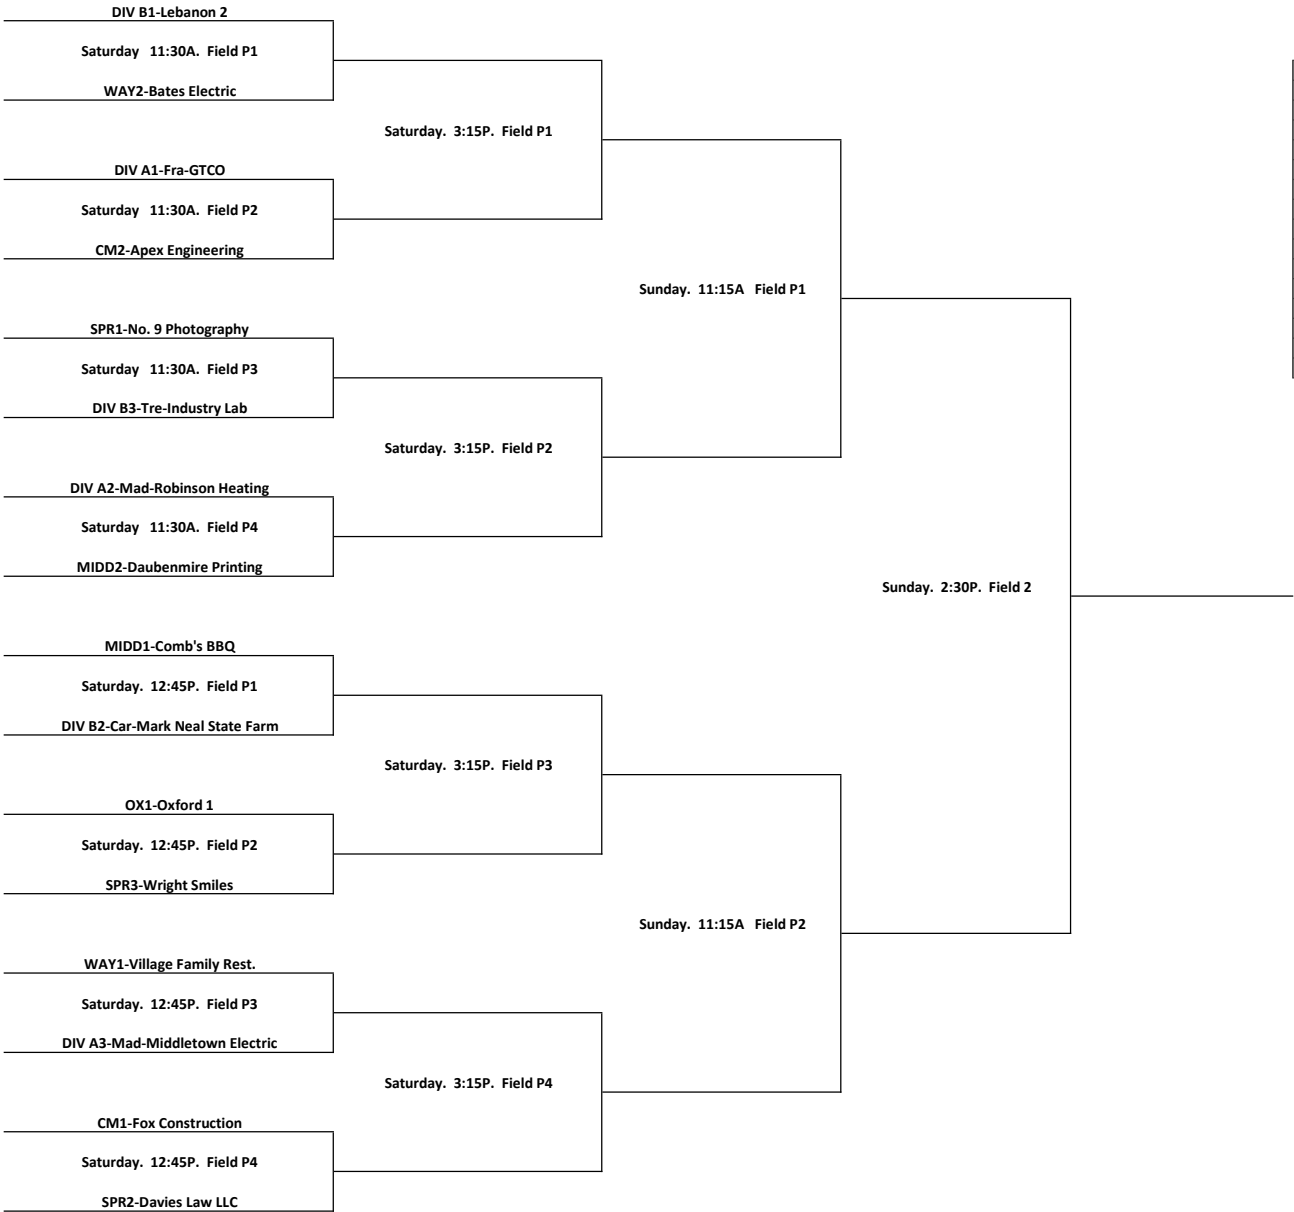 DIV B1-Lebanon 2
Saturday 11:30A. Field P1
WAY2-Bates Electric
Saturday. 3:15P. Field P1
DIV A1-Fra-GTCO
Saturday 11:30A. Field P2
CM2-Apex Engineering
Sunday. 11:15A Field P1
SPR1-No. 9 Photography
Saturday 11:30A. Field P3
DIV B3-Tre-Industry Lab
Saturday. 3:15P. Field P2
DIV A2-Mad-Robinson Heating
Saturday 11:30A. Field P4
MIDD2-Daubenmire Printing
Sunday. 2:30P. Field 2
MIDD1-Comb's BBQ
Saturday. 12:45P. Field P1
DIV B2-Car-Mark Neal State Farm
Saturday. 3:15P. Field P3
OX1-Oxford 1
Saturday. 12:45P. Field P2
SPR3-Wright Smiles
Sunday. 11:15A Field P2
WAY1-Village Family Rest.
Saturday. 12:45P. Field P3
DIV A3-Mad-Middletown Electric
Saturday. 3:15P. Field P4
CM1-Fox Construction
Saturday. 12:45P. Field P4
SPR2-Davies Law LLC